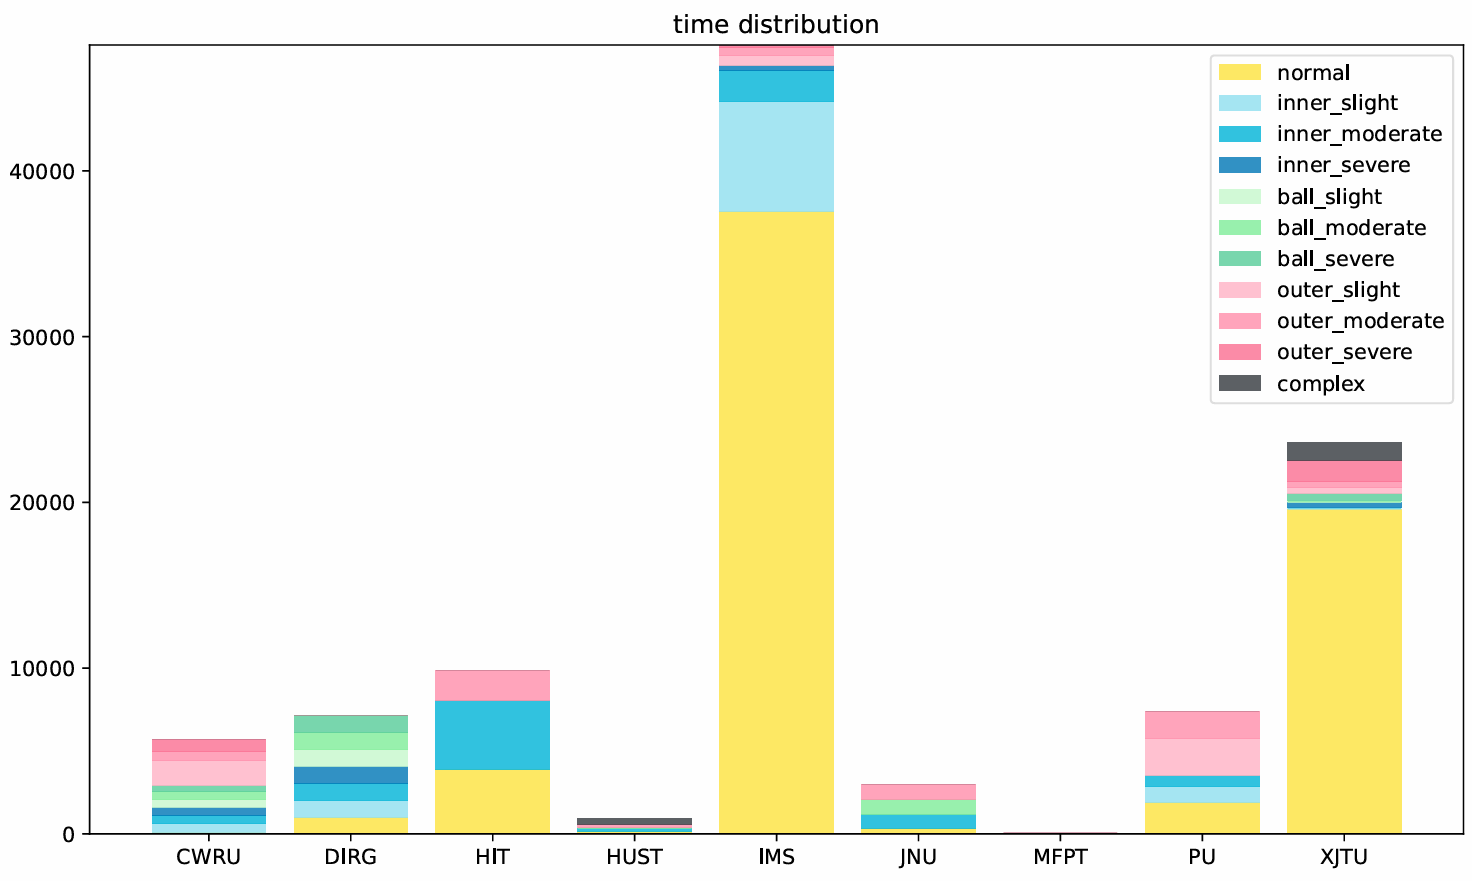 time distribution
normal
inner_slight
inner_moderate
inner_severe
ball_slight
ball_moderate
ball_severe
outer_slight
outer_moderate
outer_severe
complex
40000
30000
20000
10000
0
CWRU DIRG HIT HUST IMS JNU MFPT PU XJTU